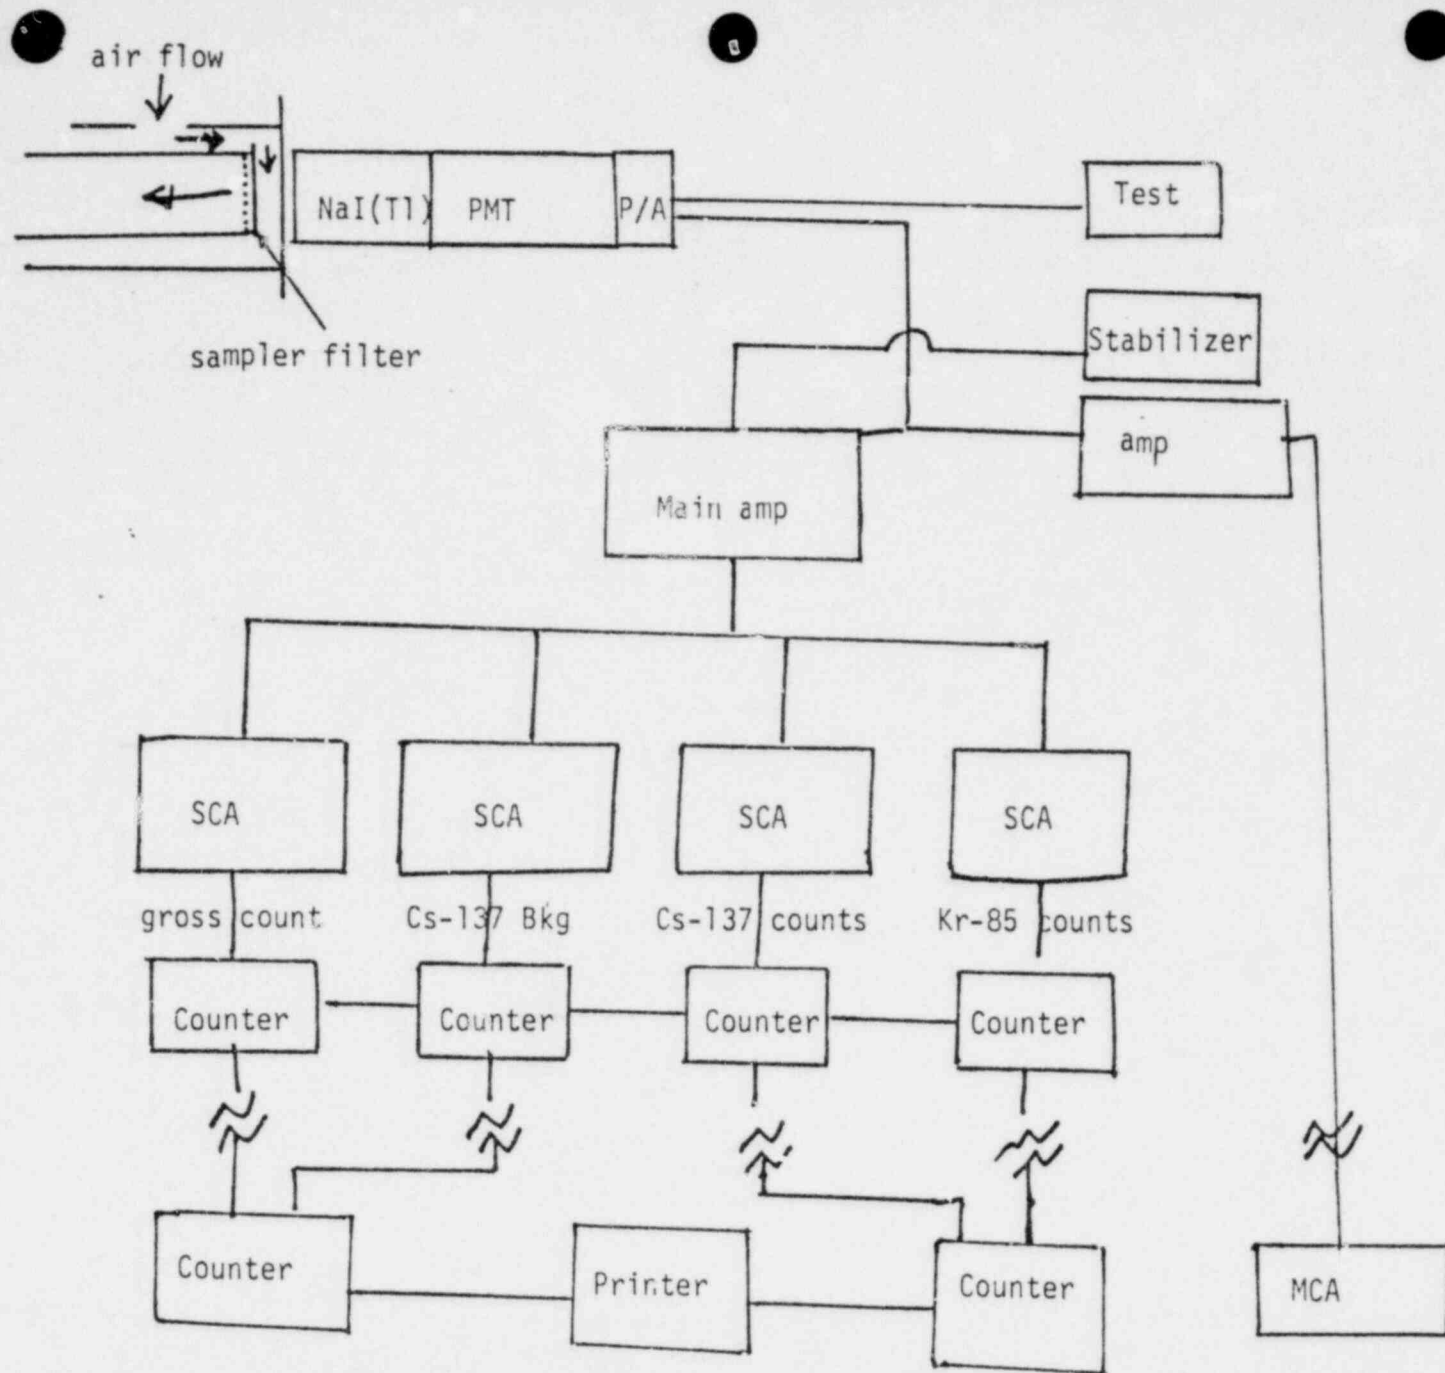 air flow
NaI(Tl) PMT P/A
Test
Stabilizer
sampler filter
amp
Main amp
SCA SCA SCA SCA
gross count Cs-137 Bkg Cs-137 counts Kr-85 counts
Counter Counter Counter Counter
Counter Printer Counter MCA